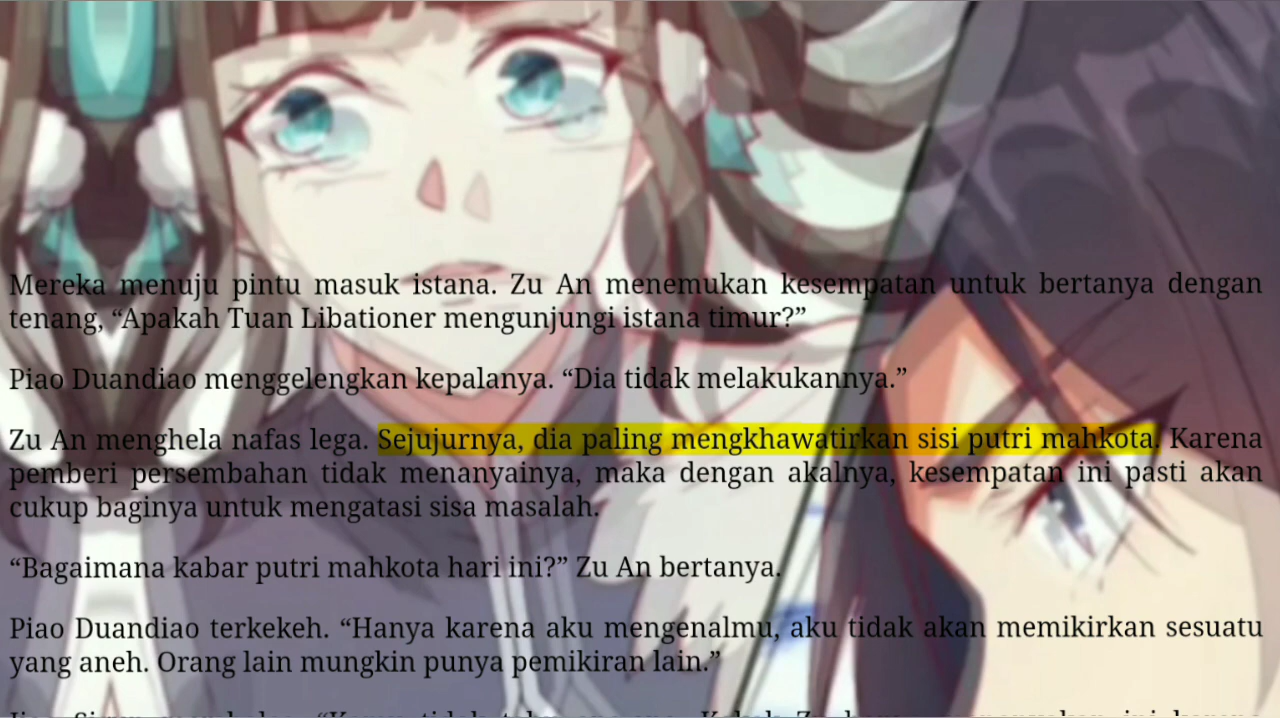 Mereka menuju pintu masuk istana. Zu An menemukan kesempatan untuk bertanya dengan
tenang, “Apakah Tuan Libationer mengunjungi istana timur?”
Piao Duandiao menggelengkan kepalanya. “Dia tidak melakukannya.”
Zu An menghela nafas lega. Sejujurnya, dia paling mengkhawatirkan sisi putri mahkota. Karena
pemberi persembahan tidak menanyainya, maka dengan akalnya, kesempatan ini pasti akan
cukup baginya untuk mengatasi sisa masalah.
“Bagaimana kabar putri mahkota hari ini?” Zu An bertanya.
Piao Duandiao terkekeh. “Hanya karena aku mengenalmu, aku tidak akan memikirkan sesuatu
yang aneh. Orang lain mungkin punya pemikiran lain.”